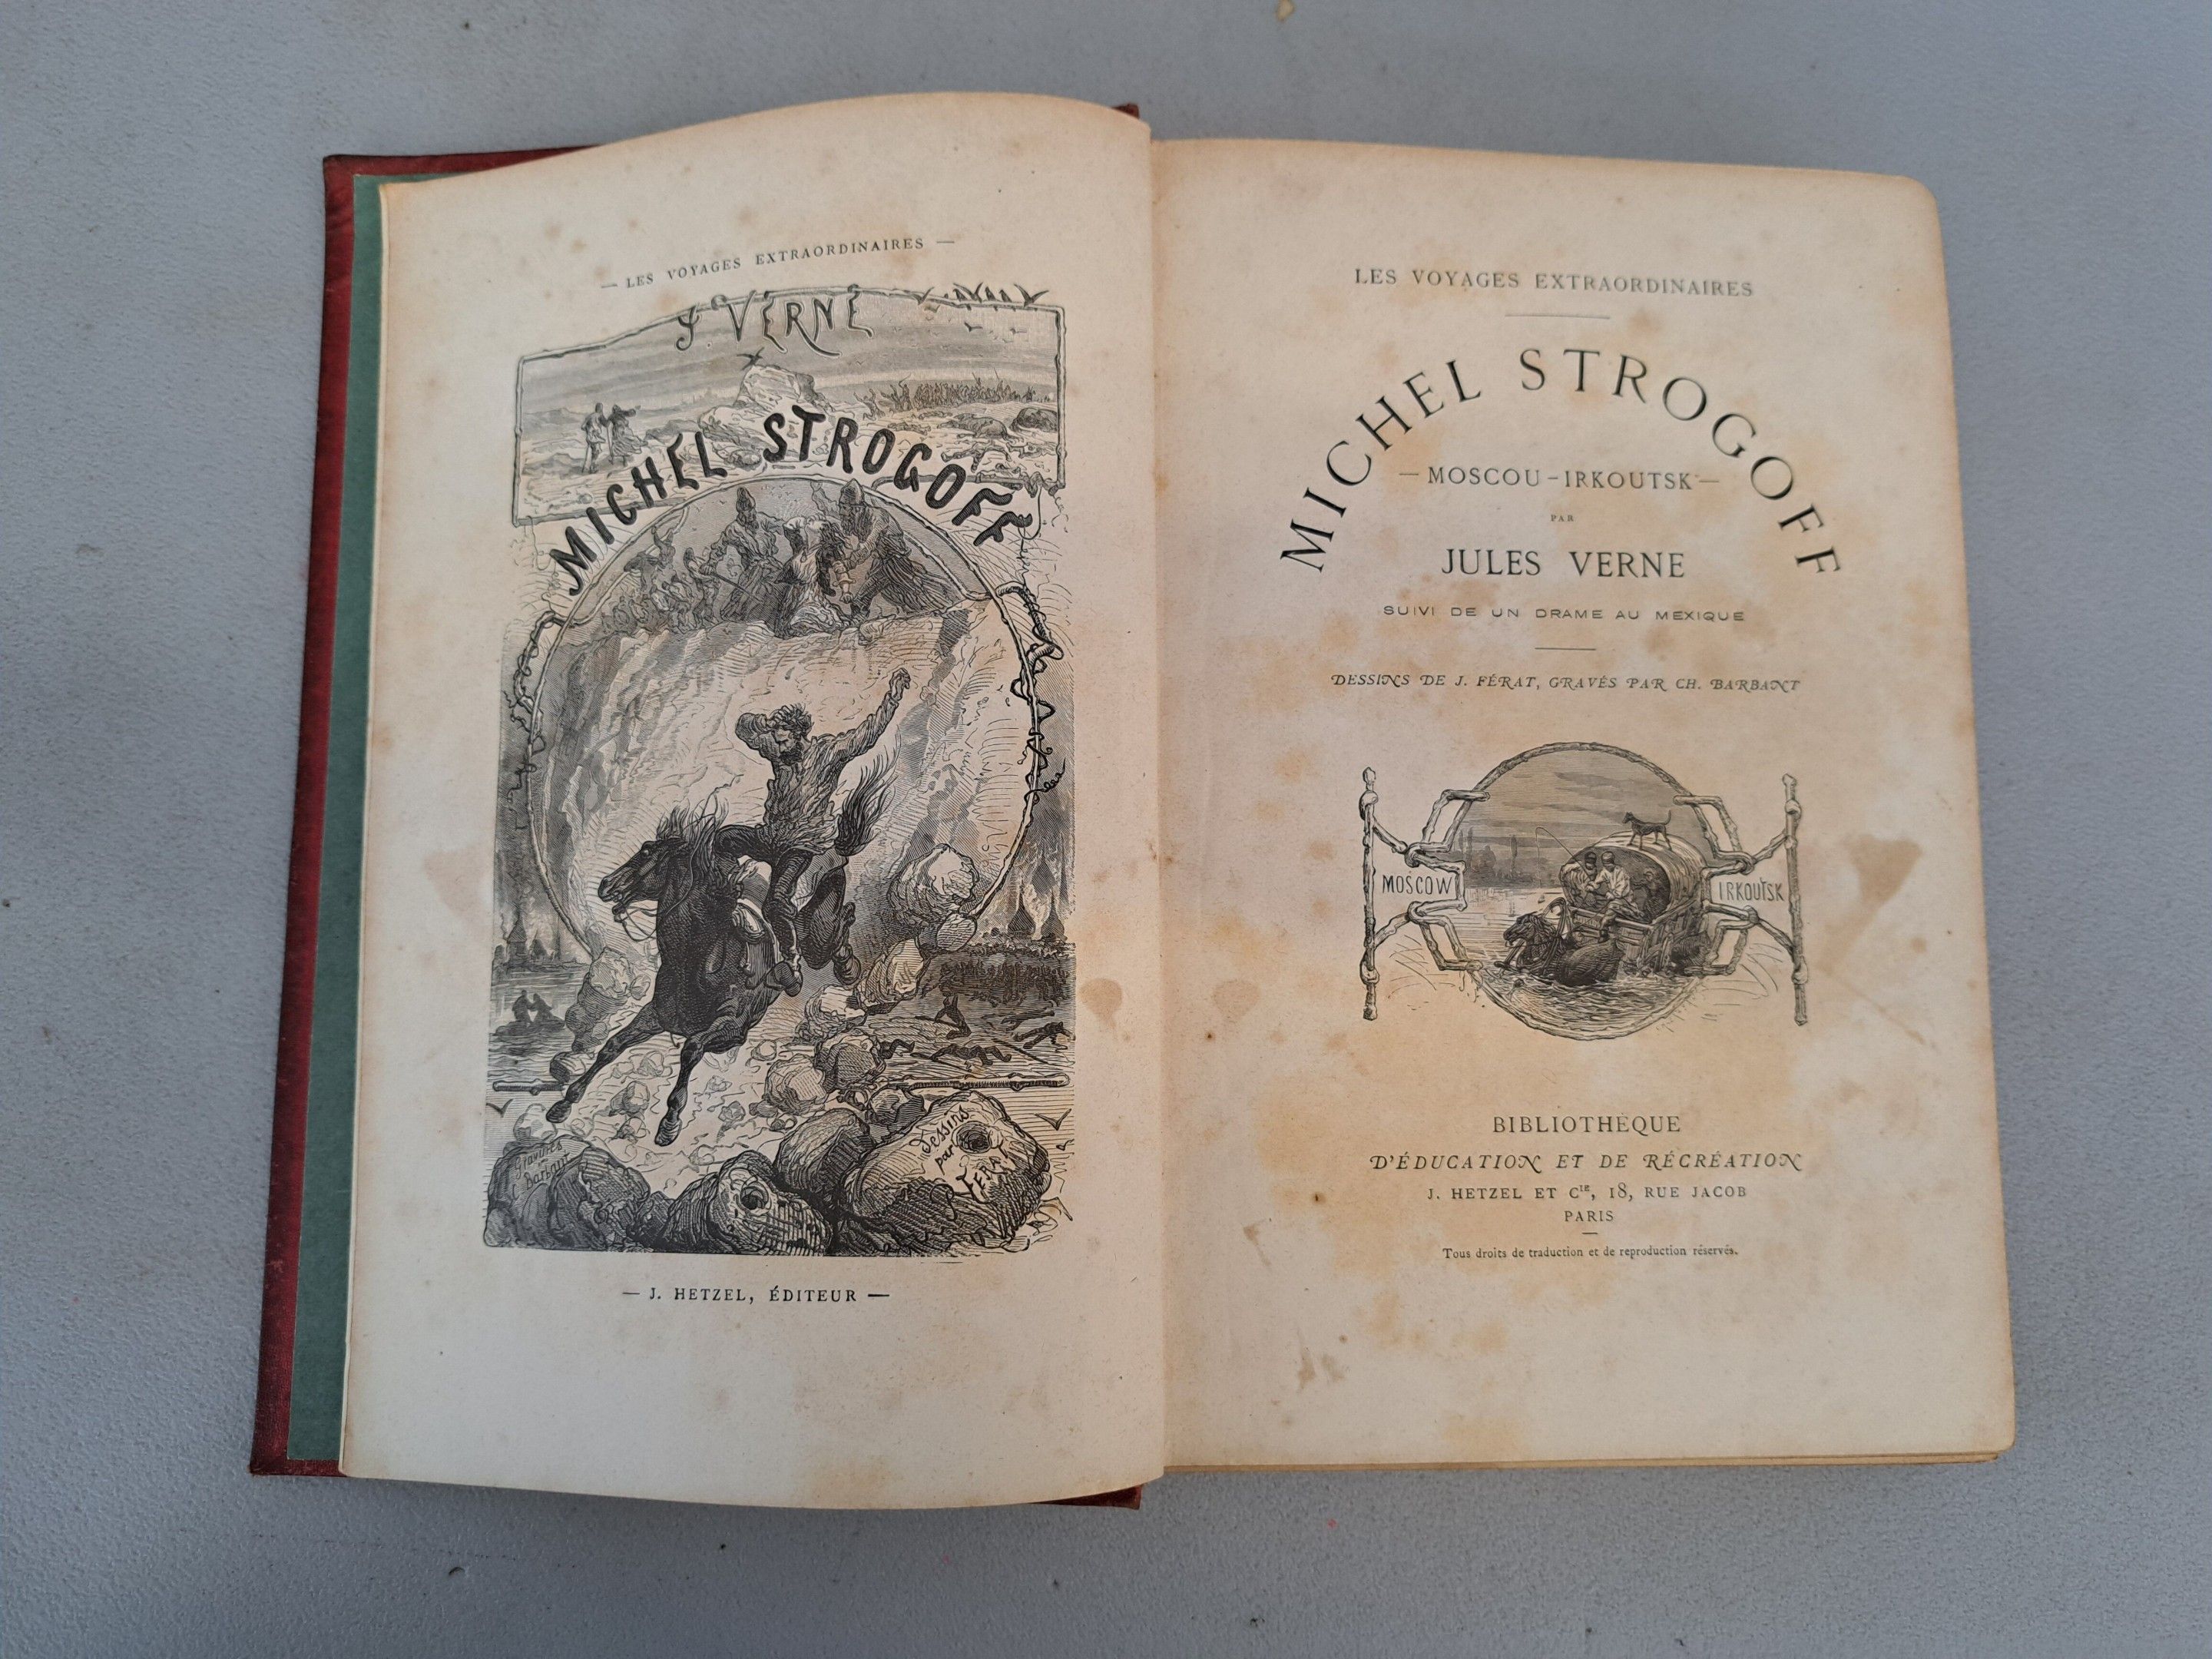 — LES VOYAGES EXTRAORDINAIRES —
J. VERNE
MICHEL STROGOFF
Gravures
Barbant
Dessins
par
FERAT
— J. HETZEL, ÉDITEUR —
LES VOYAGES EXTRAORDINAIRES
MICHEL STROGOFF
— MOSCOU-IRKOUTSK —
PAR
JULES VERNE
SUIVI DE UN DRAME AU MEXIQUE
DESSINS DE J. FÉRAT, GRAVÉS PAR CH. BARBANT
MOSCOW
IRKOUTSK
BIBLIOTHÈQUE
D'ÉDUCATION ET DE RÉCRÉATION
J. HETZEL ET CIE, 18, RUE JACOB
PARIS
Tous droits de traduction et de reproduction réservés.